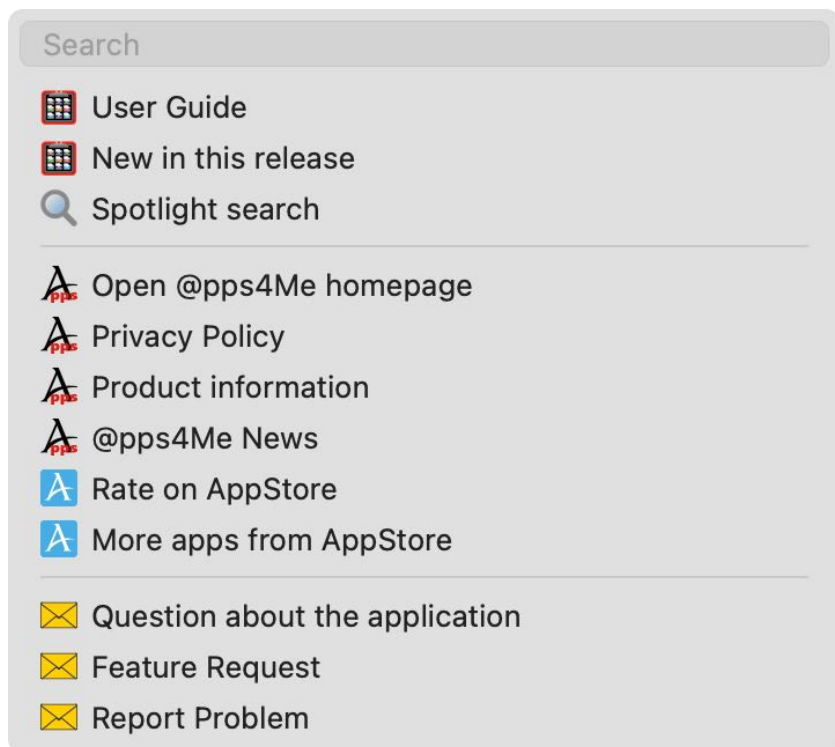 Search
User Guide
New in this release
Spotlight search
Open @pps4Me homepage
Privacy Policy
Product information
@pps4Me News
Rate on AppStore
More apps from AppStore
Question about the application
Feature Request
Report Problem